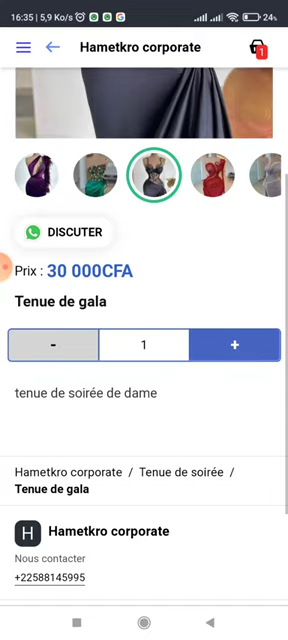 16:35 | 5,9 Ko/s
24%
Hametkro corporate
1
DISCUTER
Prix : 30 000CFA
Tenue de gala
- 1 +
tenue de soirée de dame
Hametkro corporate / Tenue de soirée /
Tenue de gala
H Hametkro corporate
Nous contacter
+22588145995